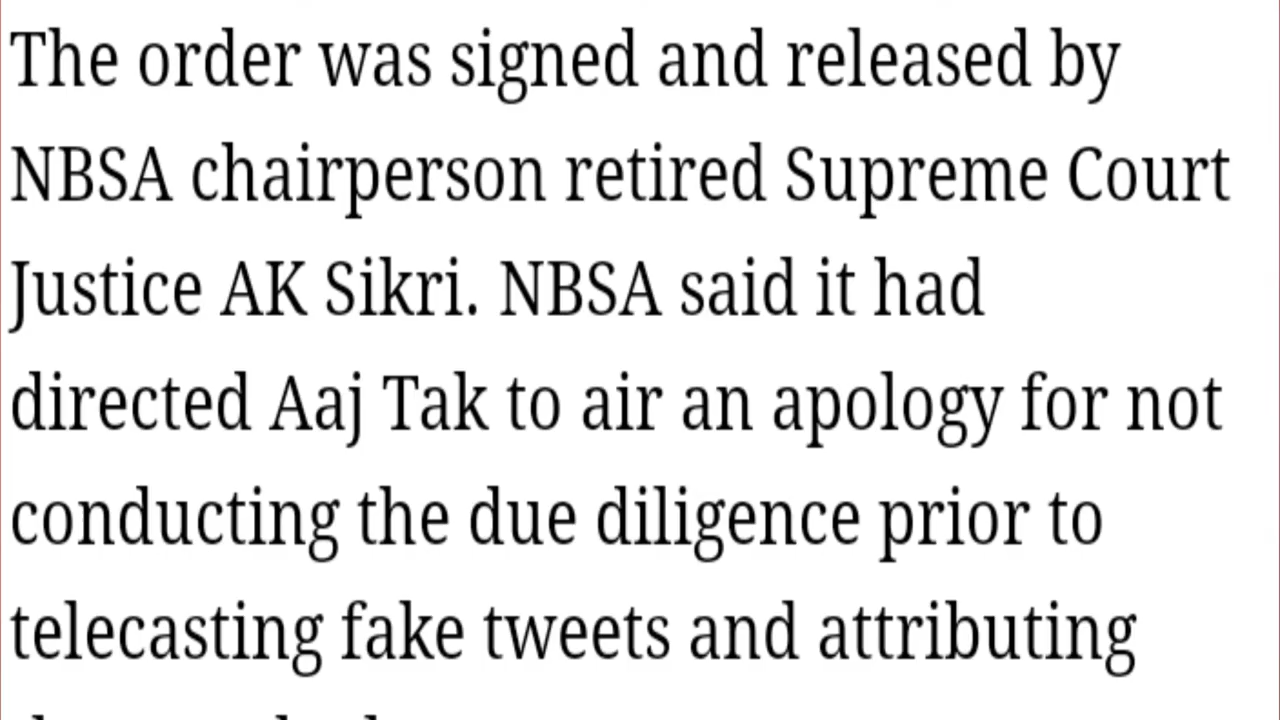 The order was signed and released by
NBSA chairperson retired Supreme Court
Justice AK Sikri. NBSA said it had
directed Aaj Tak to air an apology for not
conducting the due diligence prior to
telecasting fake tweets and attributing